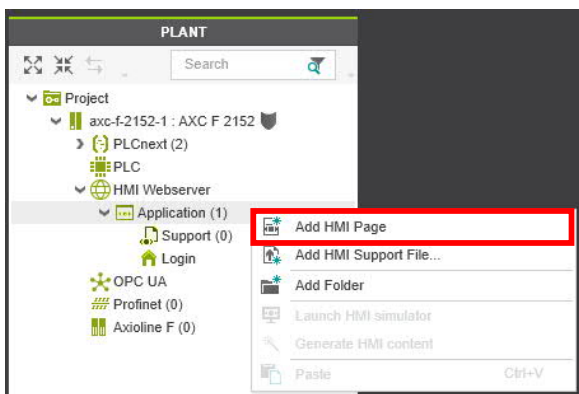 PLANT
Search
Project
axc-f-2152-1 : AXC F 2152
PLCnext (2)
PLC
HMI Webserver
Application (1)
Support (0)
Login
OPC UA
Profinet (0)
Axioline F (0)
Add HMI Page
Add HMI Support File...
Add Folder
Launch HMI simulator
Generate HMI content
Paste Ctrl+V